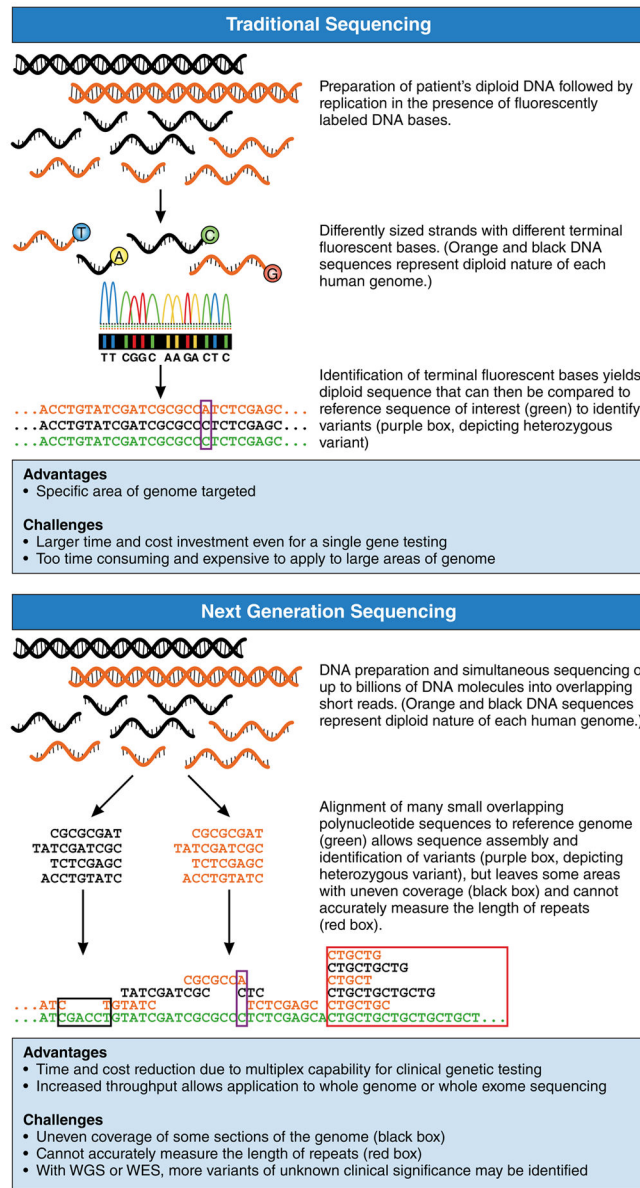 Traditional Sequencing
Preparation of patient's diploid DNA followed by
replication in the presence of fluorescently
labeled DNA bases.
T
A
C
G
Differently sized strands with different terminal
fluorescent bases. (Orange and black DNA
sequences represent diploid nature of each
human genome.)
TT CGGC AAGACTC
Identification of terminal fluorescent bases yields
diploid sequence that can then be compared to
reference sequence of interest (green) to identify
variants (purple box, depicting heterozygous
variant)
...ACCTGTATCGATCGCGCCATCTCGAGC...
...ACCTGTATCGATCGCGCCCTCTCGAGC...
...ACCTGTATCGATCGCGCCCTCTCGAGC...
Advantages
• Specific area of genome targeted
Challenges
• Larger time and cost investment even for a single gene testing
• Too time consuming and expensive to apply to large areas of genome
Next Generation Sequencing
DNA preparation and simultaneous sequencing o
up to billions of DNA molecules into overlapping
short reads. (Orange and black DNA sequences
represent diploid nature of each human genome.)
Alignment of many small overlapping
polynucleotide sequences to reference genome
(green) allows sequence assembly and
identification of variants (purple box, depicting
heterozygous variant), but leaves some areas
with uneven coverage (black box) and cannot
accurately measure the length of repeats
(red box).
CGCGCGAT
TATCGATCGC
TCTCGAGC
ACCTGTATC
CGCGCGAT
TATCGATCGC
TCTCGAGC
ACCTGTATC
CTGCTG
CTGCTGCTG
CGCGCCA CTGCT
TATCGATCGC CTC CTGCTGCTGCTG
...ATC TGTATC TCTCGAGC CTGCTGC
...ATCGACCTGTATCGATCGCGCCCTCTCGAGCACTGCTGCTGCTGCTGCT...
Advantages
• Time and cost reduction due to multiplex capability for clinical genetic testing
• Increased throughput allows application to whole genome or whole exome sequencing
Challenges
• Uneven coverage of some sections of the genome (black box)
• Cannot accurately measure the length of repeats (red box)
• With WGS or WES, more variants of unknown clinical significance may be identified